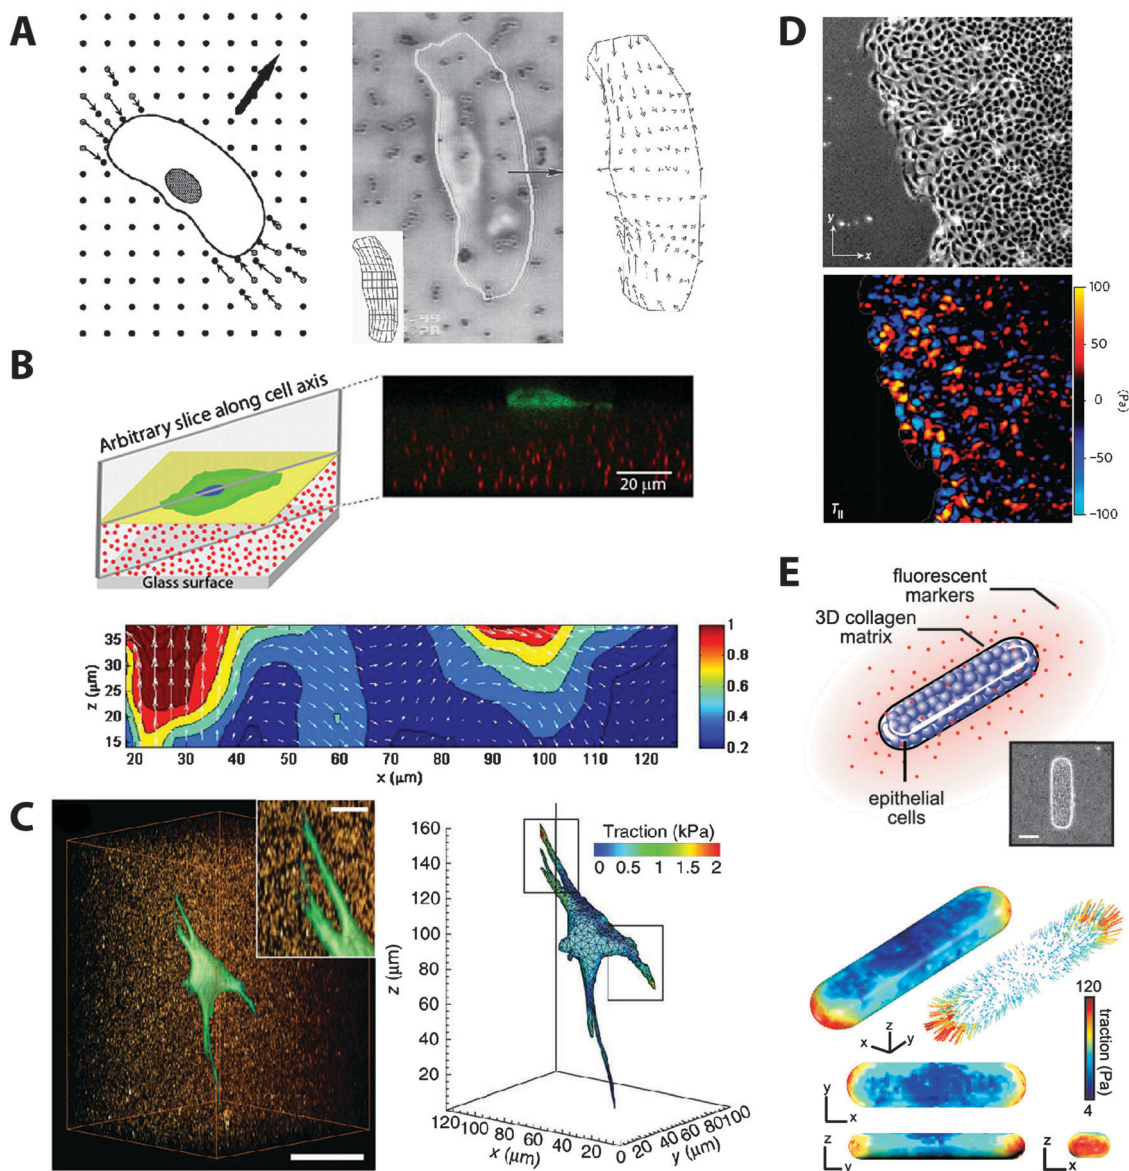 A
B
Arbitrary slice along cell axis
Glass surface
20 μm
35
30
25
20
15
z (μm)
20
30
40
50
60
70
80
90
100
110
120
x (μm)
1
0.8
0.6
0.4
0.2
C
160
140
120
100
80
60
40
20
z (μm)
Traction (kPa)
0 0.5 1 1.5 2
120 100 80 60 40 20 0
x (μm)
20 40 60 80 100
y (μm)
D
y
x
T||
100
50
0
−50
−100
(Pa)
E
fluorescent
markers
3D collagen
matrix
epithelial
cells
z
x y
120
traction (Pa)
4
y
x
z
y
z
x